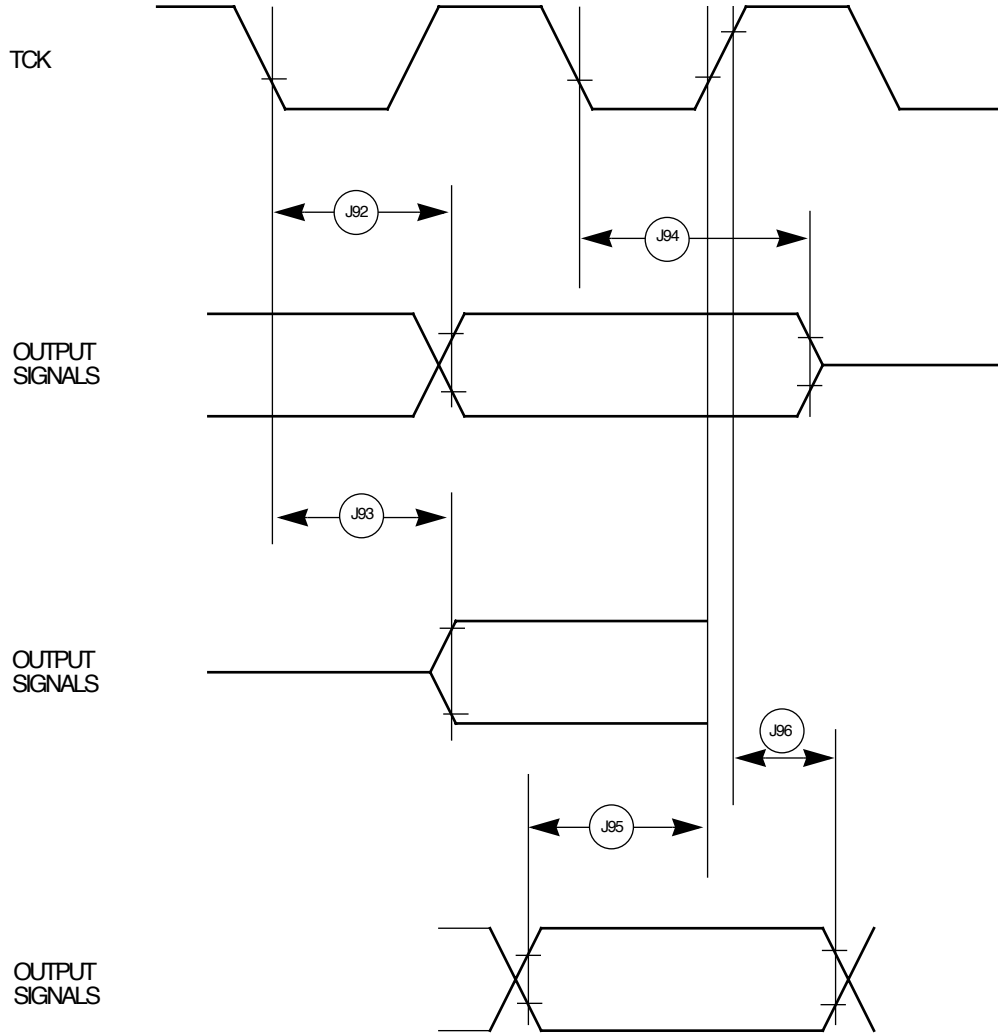 TCK
J92
J94
OUTPUT
SIGNALS
J93
OUTPUT
SIGNALS
J96
J95
OUTPUT
SIGNALS